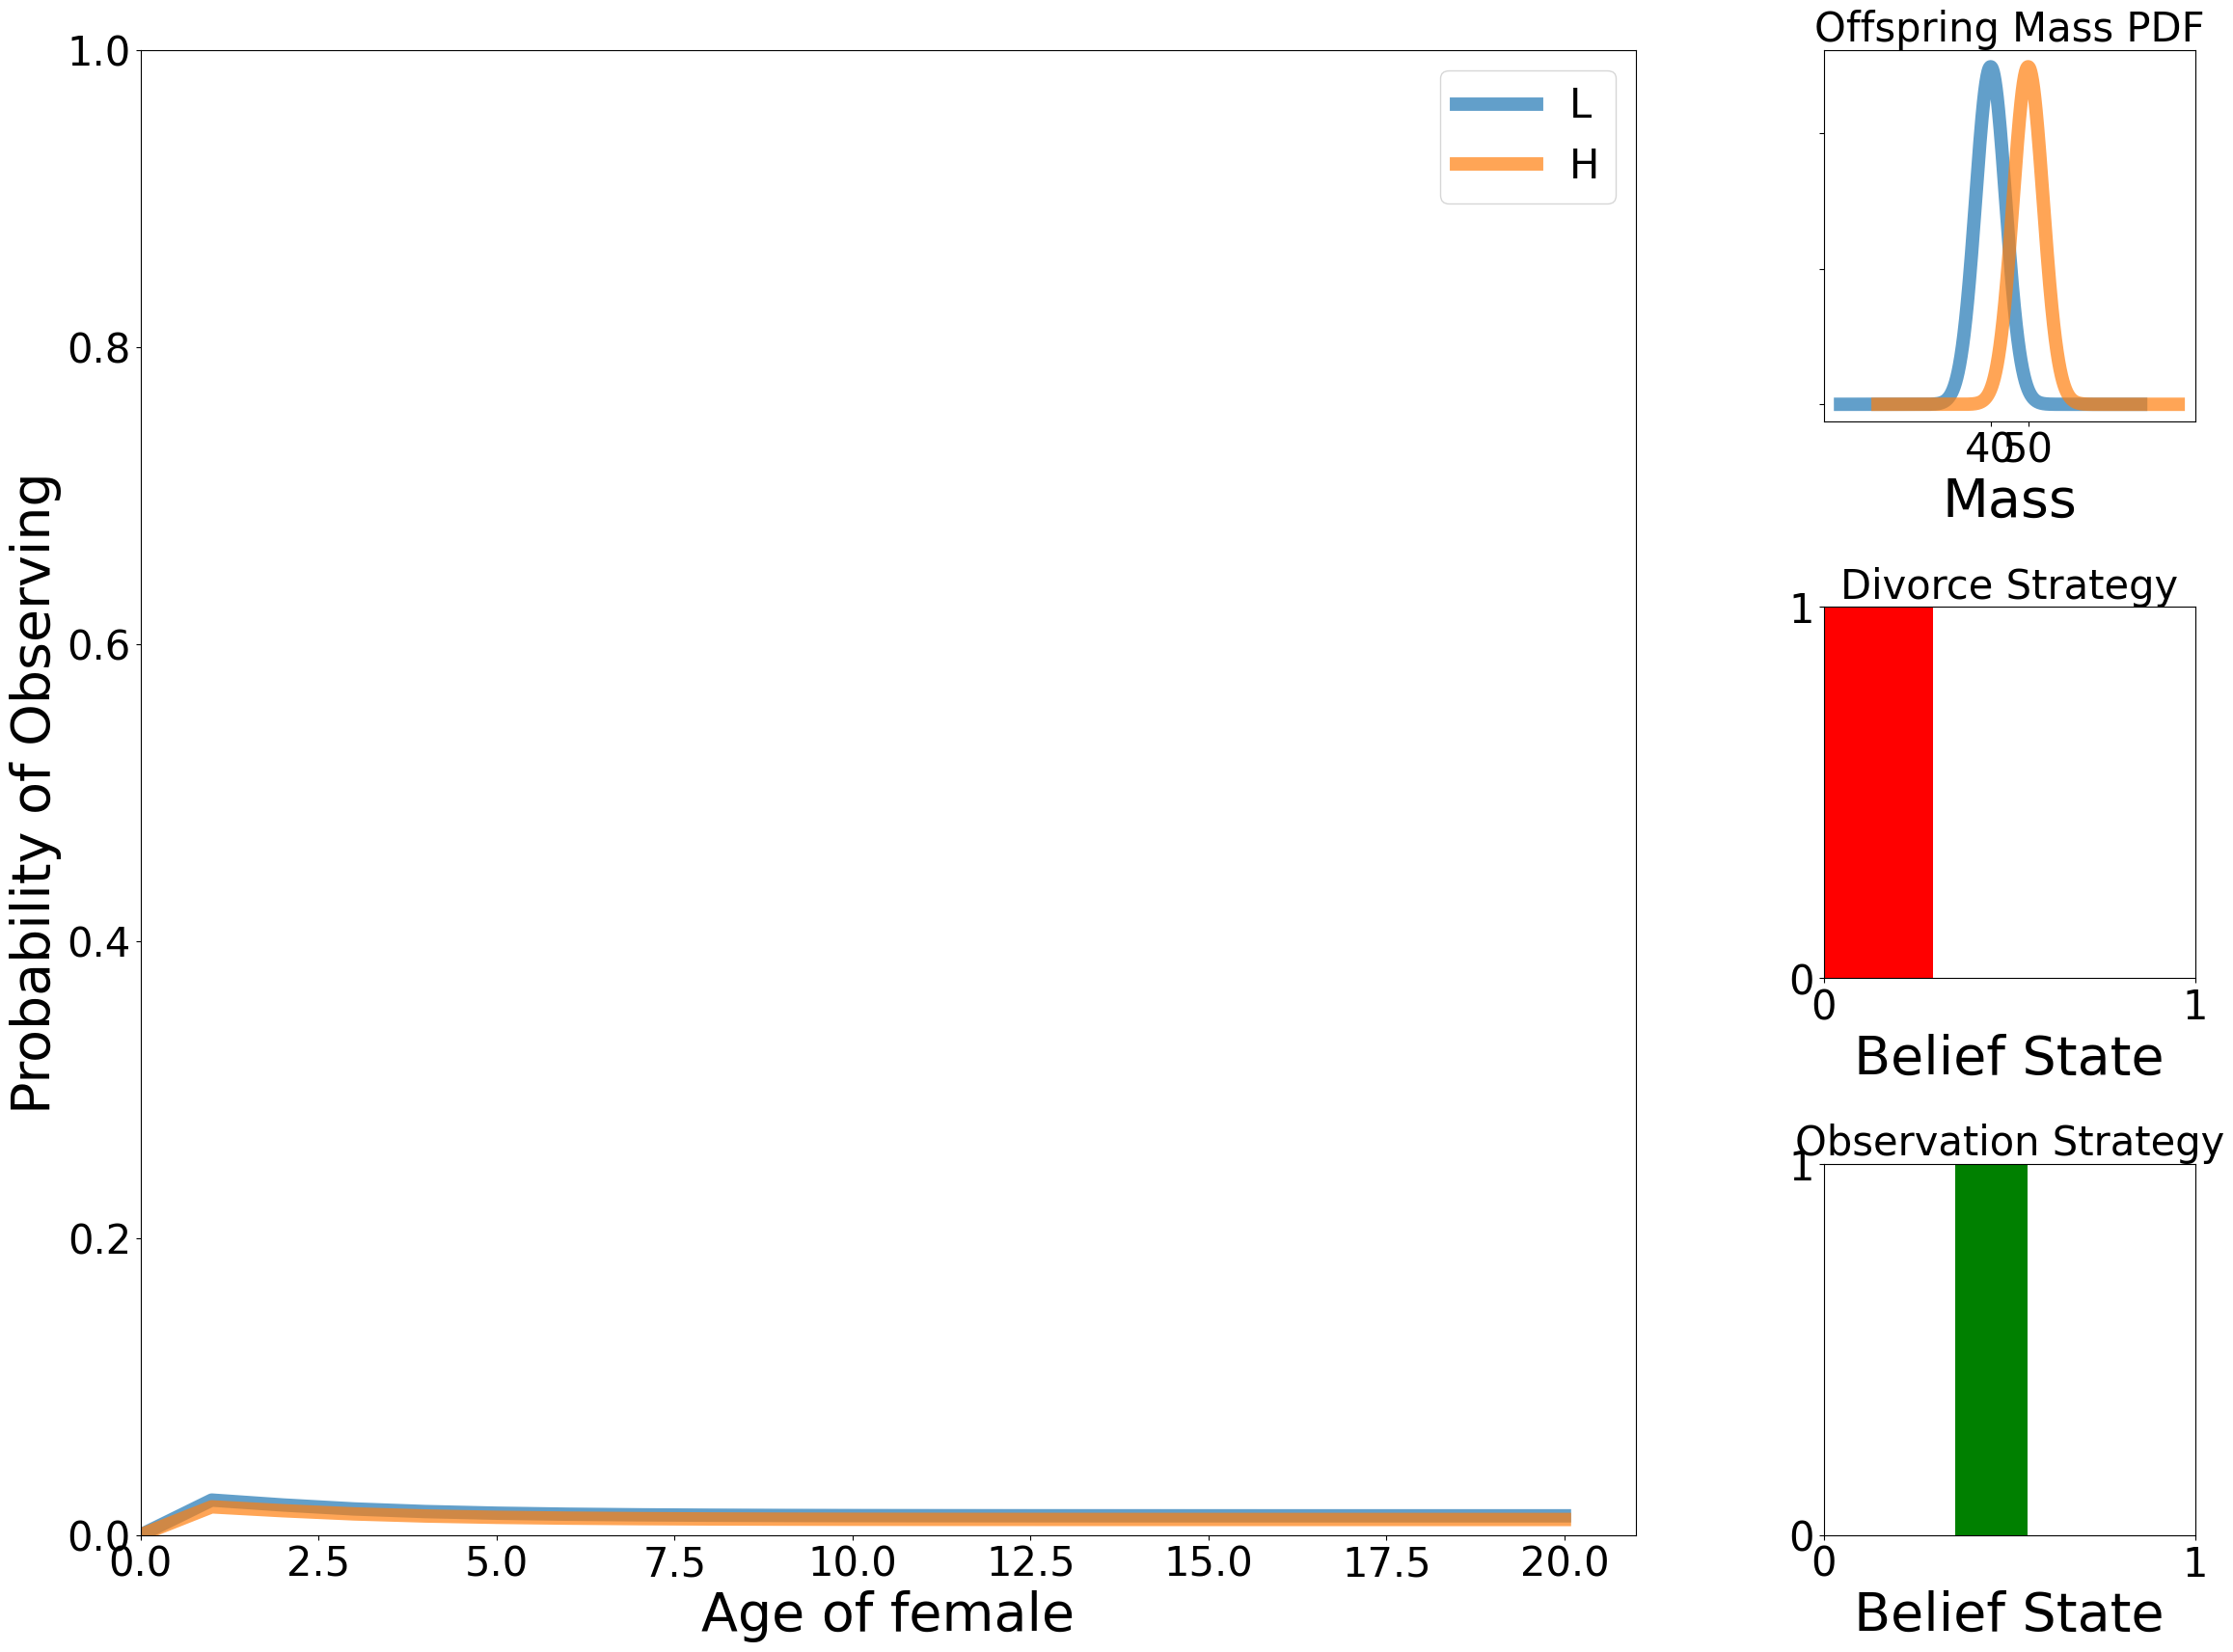 Probability of Observing
1.0
0.8
0.6
0.4
0.2
0.0
0.0 2.5 5.0 7.5 10.0 12.5 15.0 17.5 20.0
Age of female
L
H
Offspring Mass PDF
40 50
Mass
Divorce Strategy
1
0
0 1
Belief State
Observation Strategy
1
0
0 1
Belief State